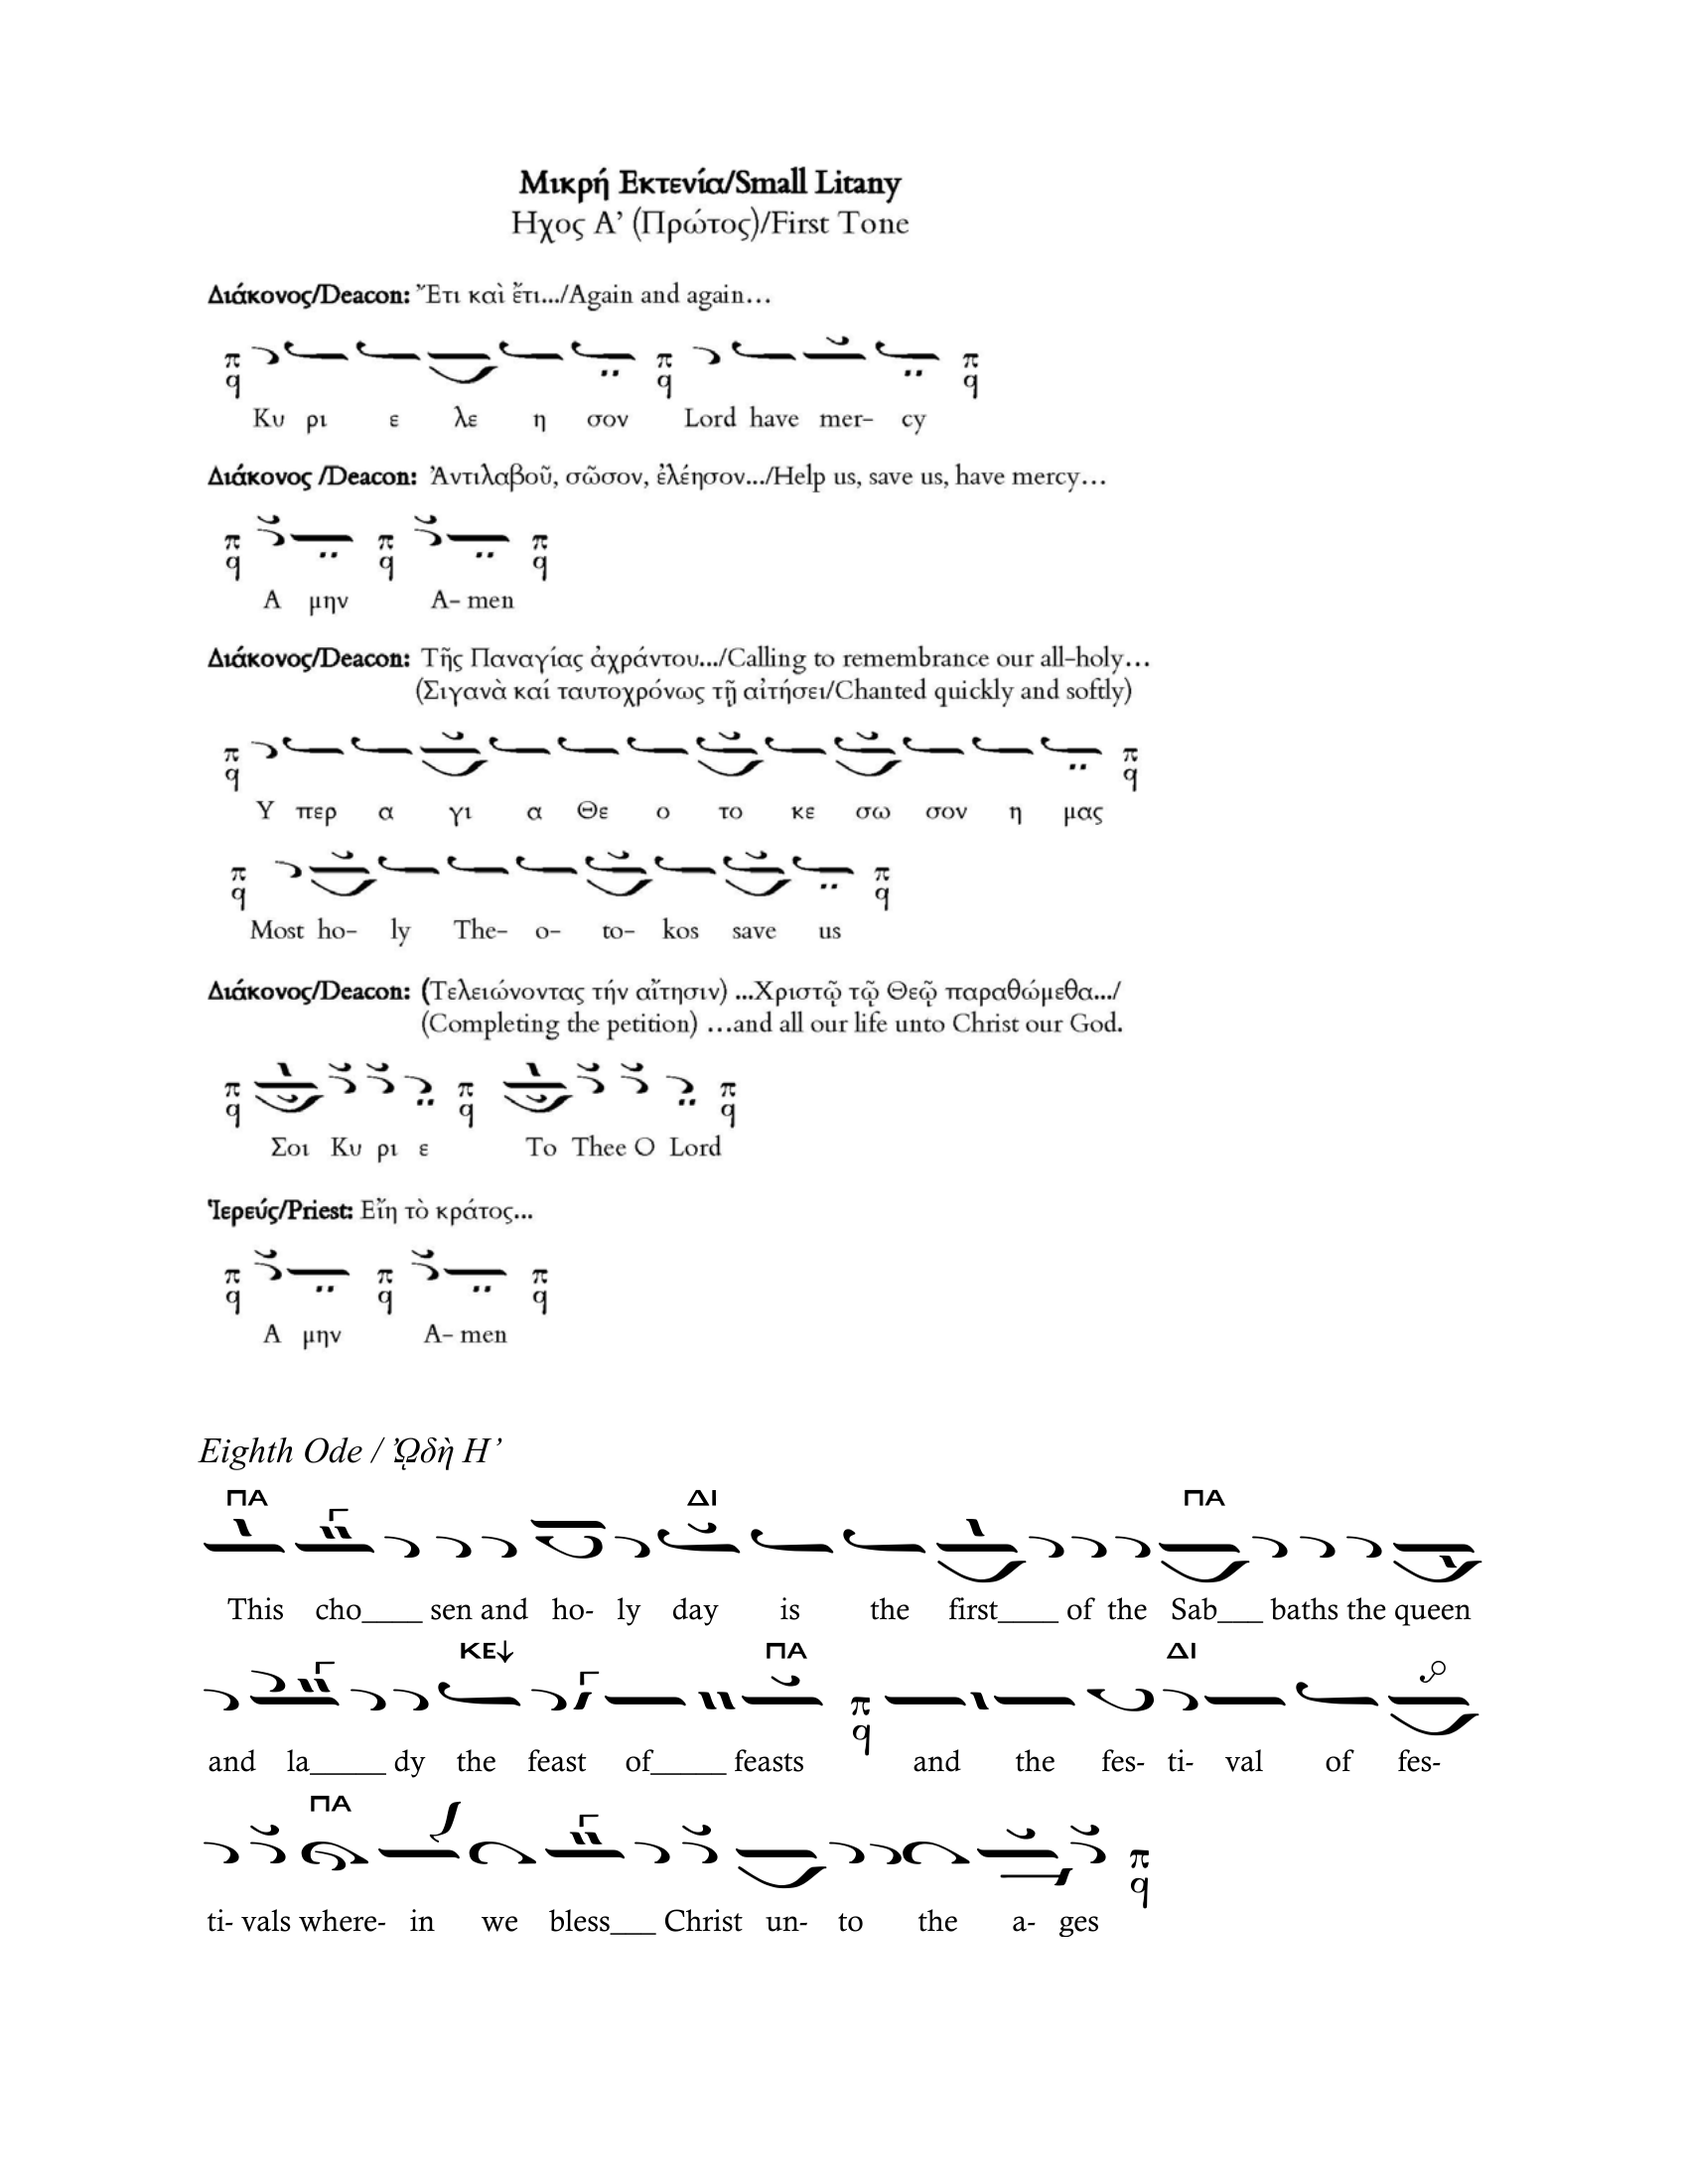 Μικρή Εκτενία/Small Litany
Ηχος Α’ (Πρώτος)/First Tone
Διάκονος/Deacon: Ἔτι καὶ ἔτι.../Again and again…
π
q
π
q
π
q
Κυ ρι ε λε η σον Lord have mer- cy
Διάκονος /Deacon: Ἀντιλαβοῦ, σῶσον, ἐλέησον.../Help us, save us, have mercy…
π
q
π
q
π
q
Α μην A- men
Διάκονος/Deacon: Τῆς Παναγίας ἀχράντου.../Calling to remembrance our all-holy…
(Σιγανὰ καί ταυτοχρόνως τῇ αἰτήσει/Chanted quickly and softly)
π
q
π
q
Υ περ α γι α Θε ο το κε σω σον η μας
π
q
π
q
Most ho- ly The- o- to- kos save us
Διάκονος/Deacon: (Τελειώνοντας τήν αἴτησιν) ...Χριστῷ τῷ Θεῷ παραθώμεθα.../
(Completing the petition) …and all our life unto Christ our God.
π
q
π
q
π
q
Σοι Κυ ρι ε To Thee O Lord
Ἱερεύς/Priest: Εἴη τὸ κράτος...
π
q
π
q
π
q
Α μην A- men
Eighth Ode / ᾨδὴ Η’
ΠΑ ΔΙ ΠΑ
This cho____ sen and ho- ly day is the first____ of the Sab___ baths the queen
ΚΕ↓ ΠΑ ΔΙ
π
q
and la_____ dy the feast of_____ feasts and the fes- ti- val of fes-
ΠΑ
π
q
ti- vals where- in we bless___ Christ un- to the a- ges